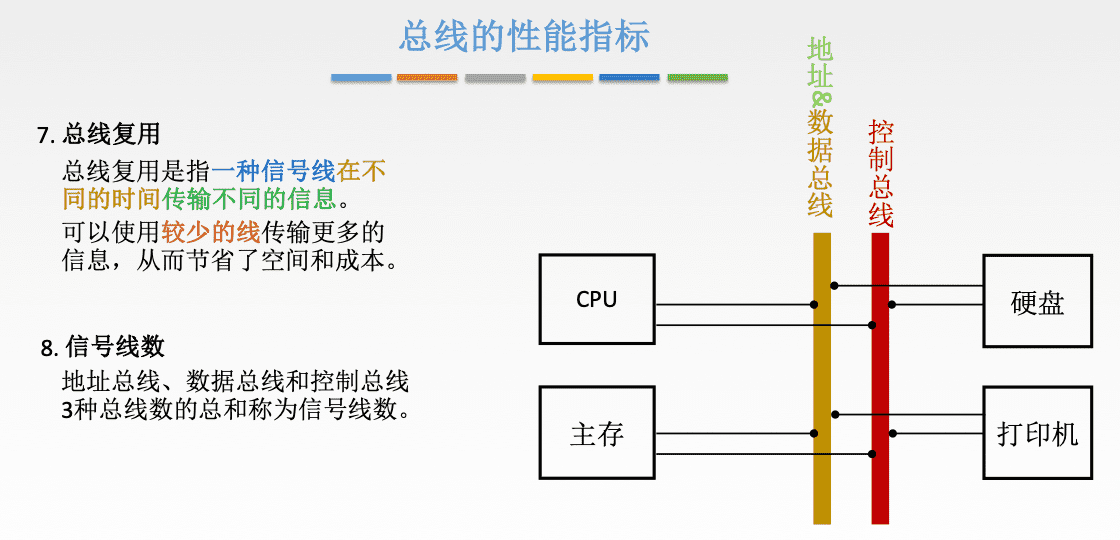 总线的性能指标
7. 总线复用
总线复用是指一种信号线在不
同的时间传输不同的信息。
可以使用较少的线传输更多的
信息，从而节省了空间和成本。
8. 信号线数
地址总线、数据总线和控制总线
3种总线数的总和称为信号线数。
地址&数据总线
控制总线
CPU
硬盘
主存
打印机